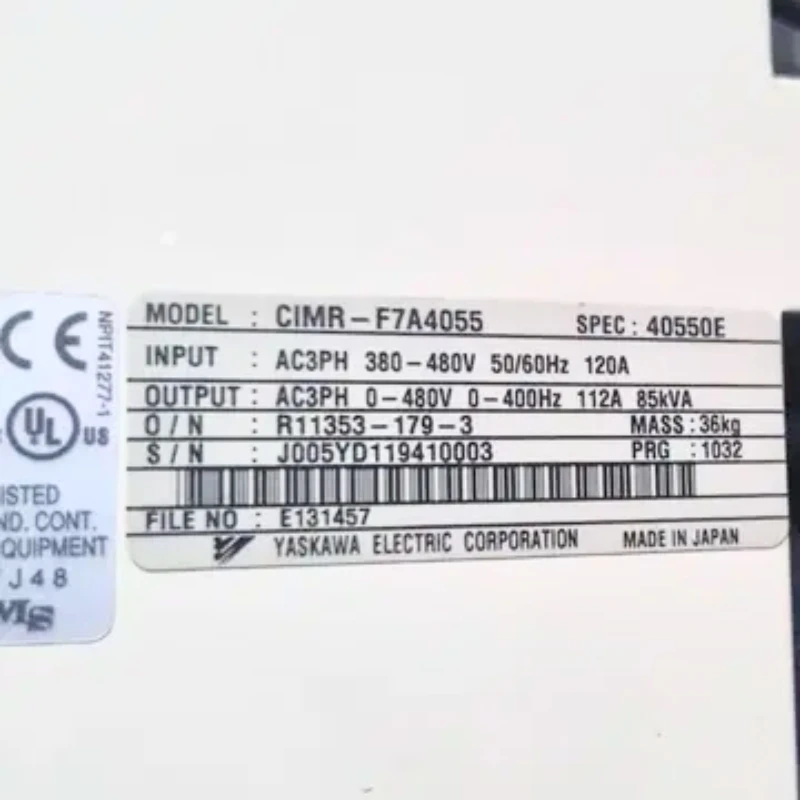 MODEL : CIMR-F7A4055 SPEC : 40550E
INPUT : AC3PH 380-480V 50/60Hz 120A
OUTPUT : AC3PH 0-480V 0-400Hz 112A 85kVA
O/N : R11353-179-3 MASS : 36kg
S/N : J005YD119410003 PRG : 1032
FILE NO : E131457
YASKAWA ELECTRIC CORPORATION MADE IN JAPAN
CE
NPIT41277-1
UL US
ISTED
ND. CONT.
QUIPMENT
J48
MS